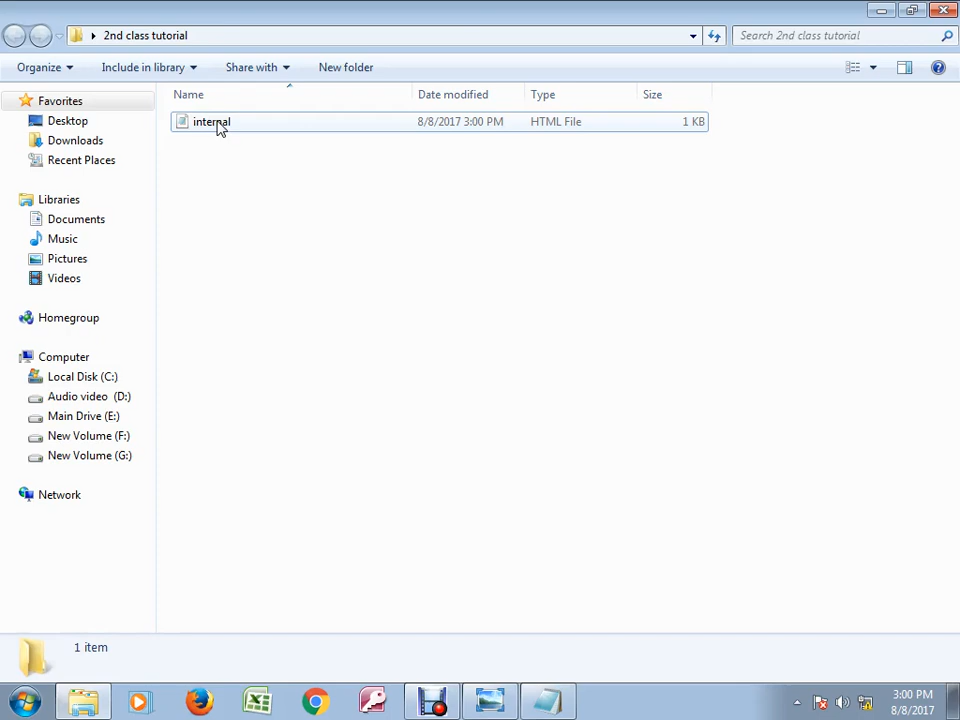 2nd class tutorial
Search 2nd class tutorial
Organize Include in library Share with New folder
Name Date modified Type Size
internal 8/8/2017 3:00 PM HTML File 1 KB
Favorites
Desktop
Downloads
Recent Places
Libraries
Documents
Music
Pictures
Videos
Homegroup
Computer
Local Disk (C:)
Audio video (D:)
Main Drive (E:)
New Volume (F:)
New Volume (G:)
Network
1 item
3:00 PM
8/8/2017